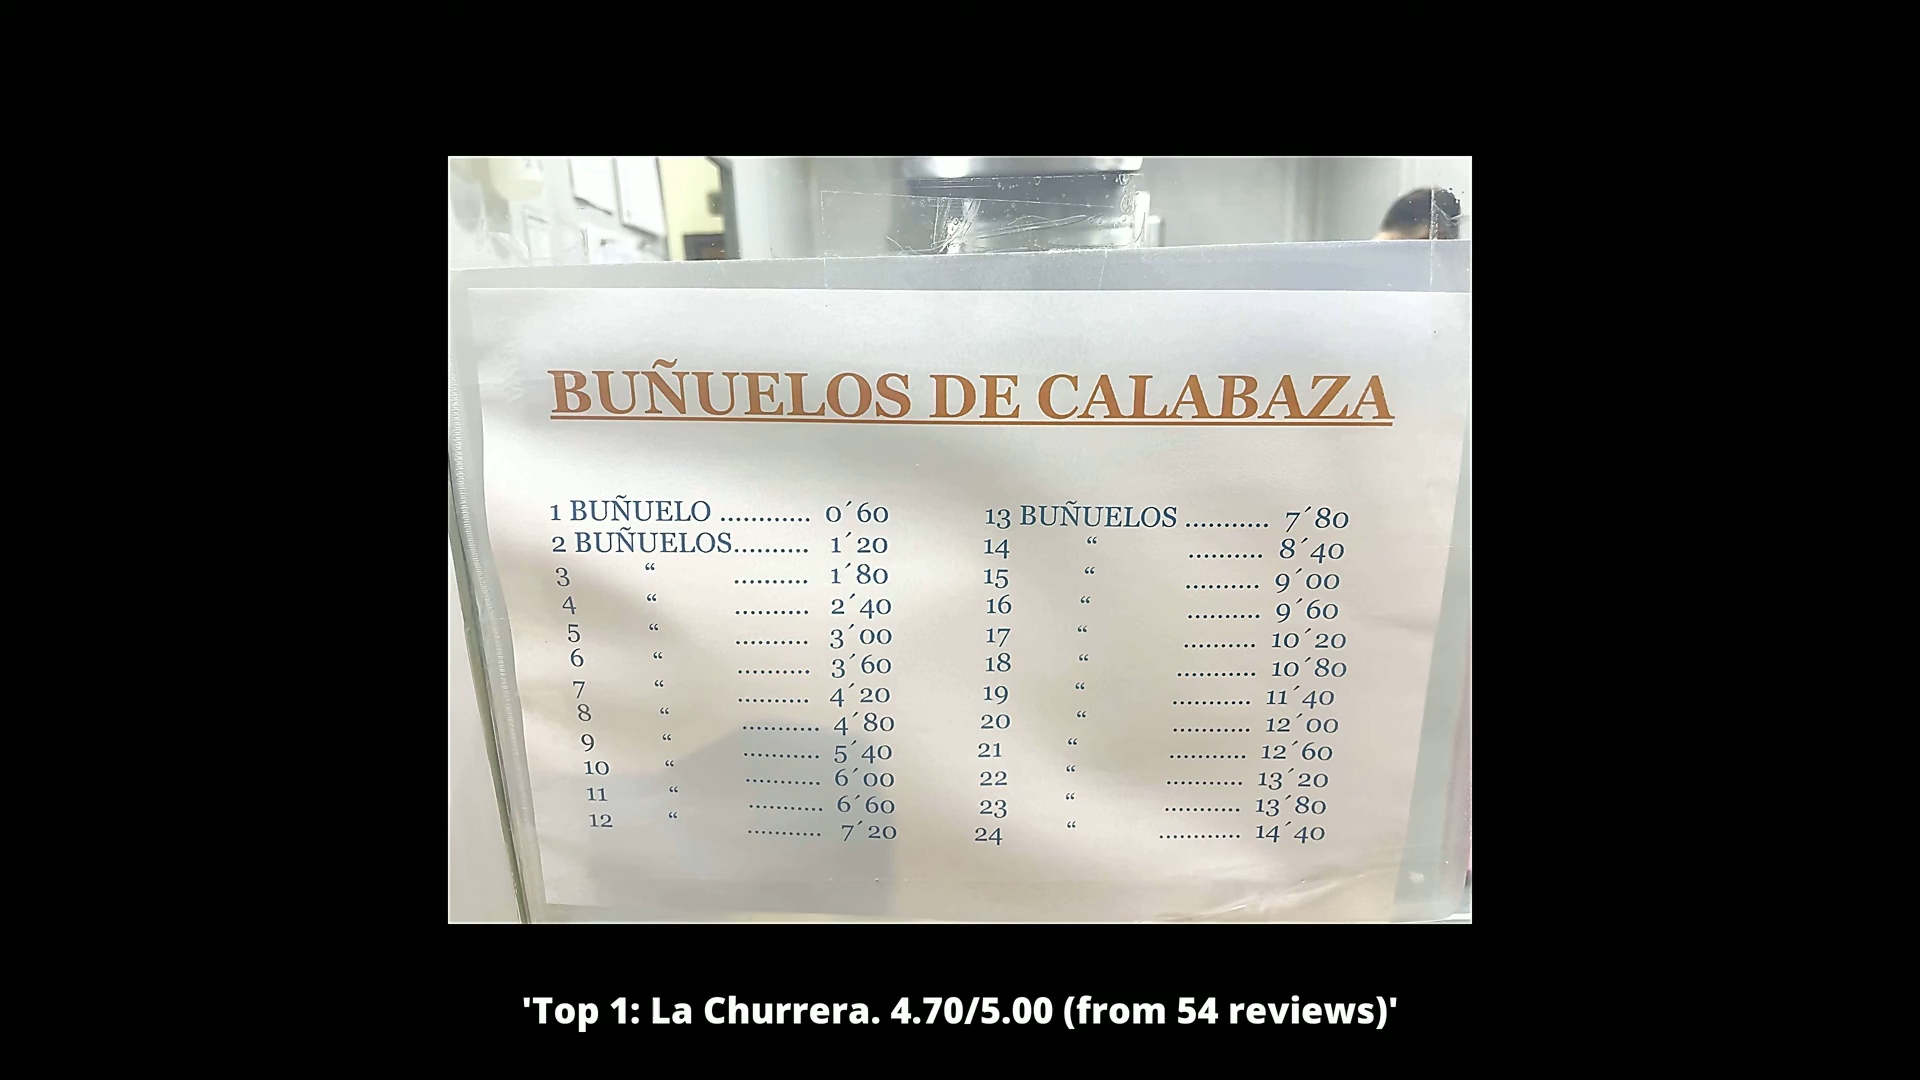 BUÑUELOS DE CALABAZA
1 BUÑUELO ............ 0´60
2 BUÑUELOS.......... 1´20
3 “ .......... 1´80
4 “ .......... 2´40
5 “ .......... 3´00
6 “ .......... 3´60
7 “ .......... 4´20
8 “ ........... 4´80
9 “ ........... 5´40
10 “ ........... 6´00
11 “ ........... 6´60
12 “ ........... 7´20
13 BUÑUELOS ........... 7´80
14 “ .......... 8´40
15 “ ........... 9´00
16 “ ........... 9´60
17 “ ........... 10´20
18 “ ............ 10´80
19 “ ............ 11´40
20 “ ............ 12´00
21 “ ............ 12´60
22 “ ............ 13´20
23 “ ............ 13´80
24 “ ............. 14´40
'Top 1: La Churrera. 4.70/5.00 (from 54 reviews)'